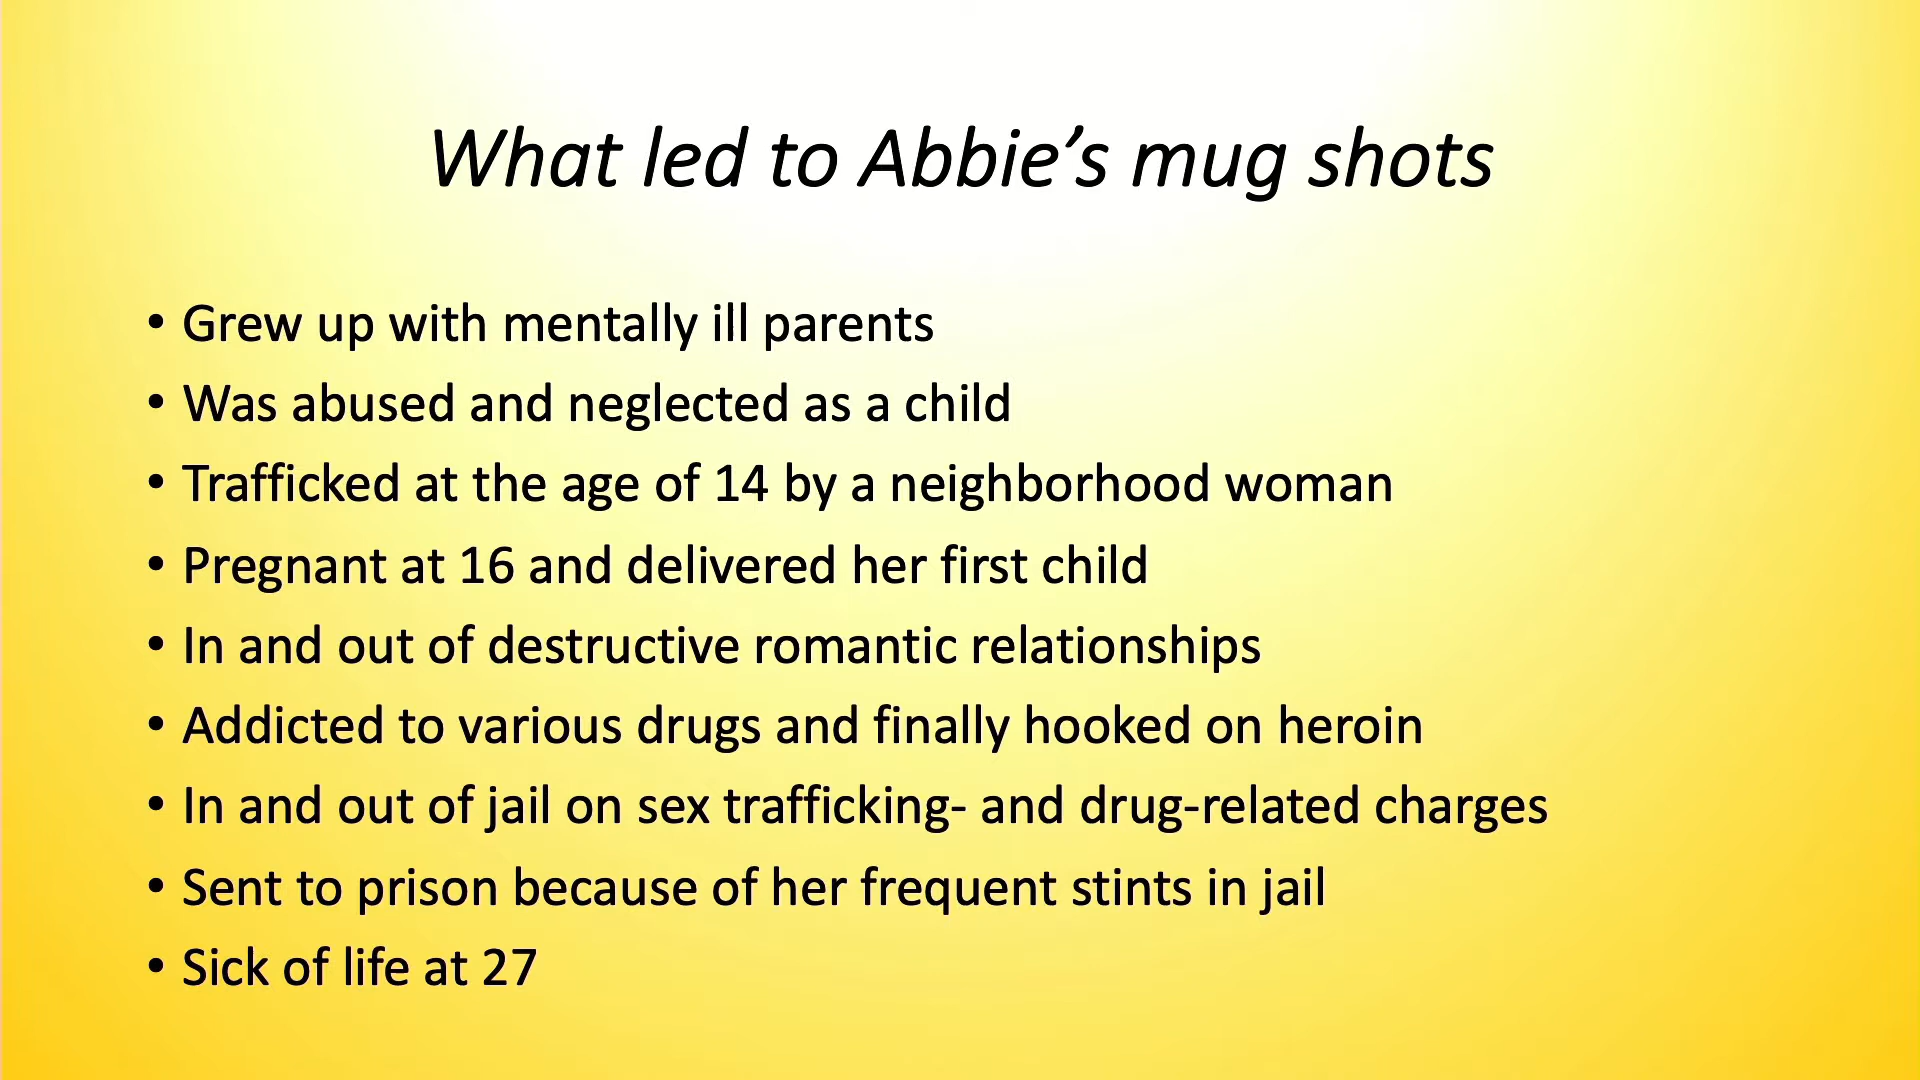 What led to Abbie’s mug shots
• Grew up with mentally ill parents
• Was abused and neglected as a child
• Trafficked at the age of 14 by a neighborhood woman
• Pregnant at 16 and delivered her first child
• In and out of destructive romantic relationships
• Addicted to various drugs and finally hooked on heroin
• In and out of jail on sex trafficking- and drug-related charges
• Sent to prison because of her frequent stints in jail
• Sick of life at 27